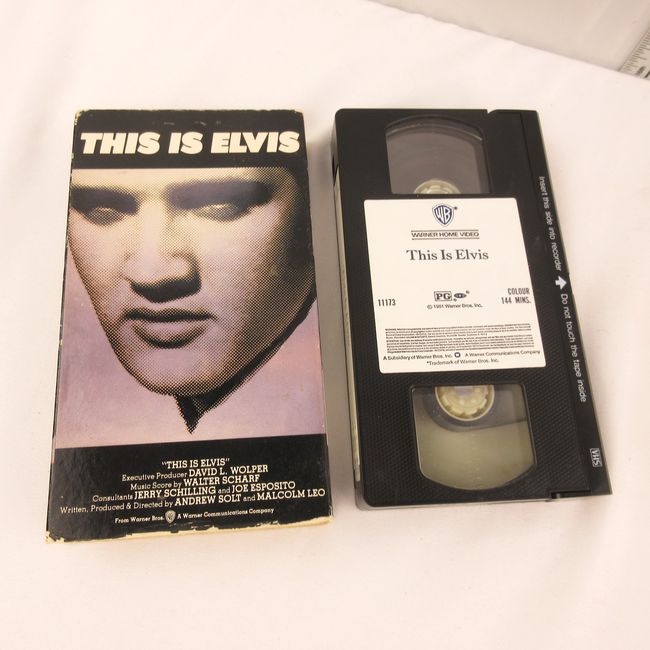 THIS IS ELVIS
"THIS IS ELVIS"
Executive Producer DAVID L. WOLPER
Music Score by WALTER SCHARF
Consultants JERRY SCHILLING and JOE ESPOSITO
Written, Produced & Directed by ANDREW SOLT and MALCOLM LEO
From Warner Bros. A Warner Communications Company
WB
WARNER HOME VIDEO
This Is Elvis
11173
PG
COLOUR
144 MINS.
© 1981 Warner Bros. Inc.
A Subsidiary of Warner Bros. Inc. A Warner Communications Company
*Trademark of Warner Bros. Inc.
Insert this side into recorder
Do not touch the tape inside
VHS